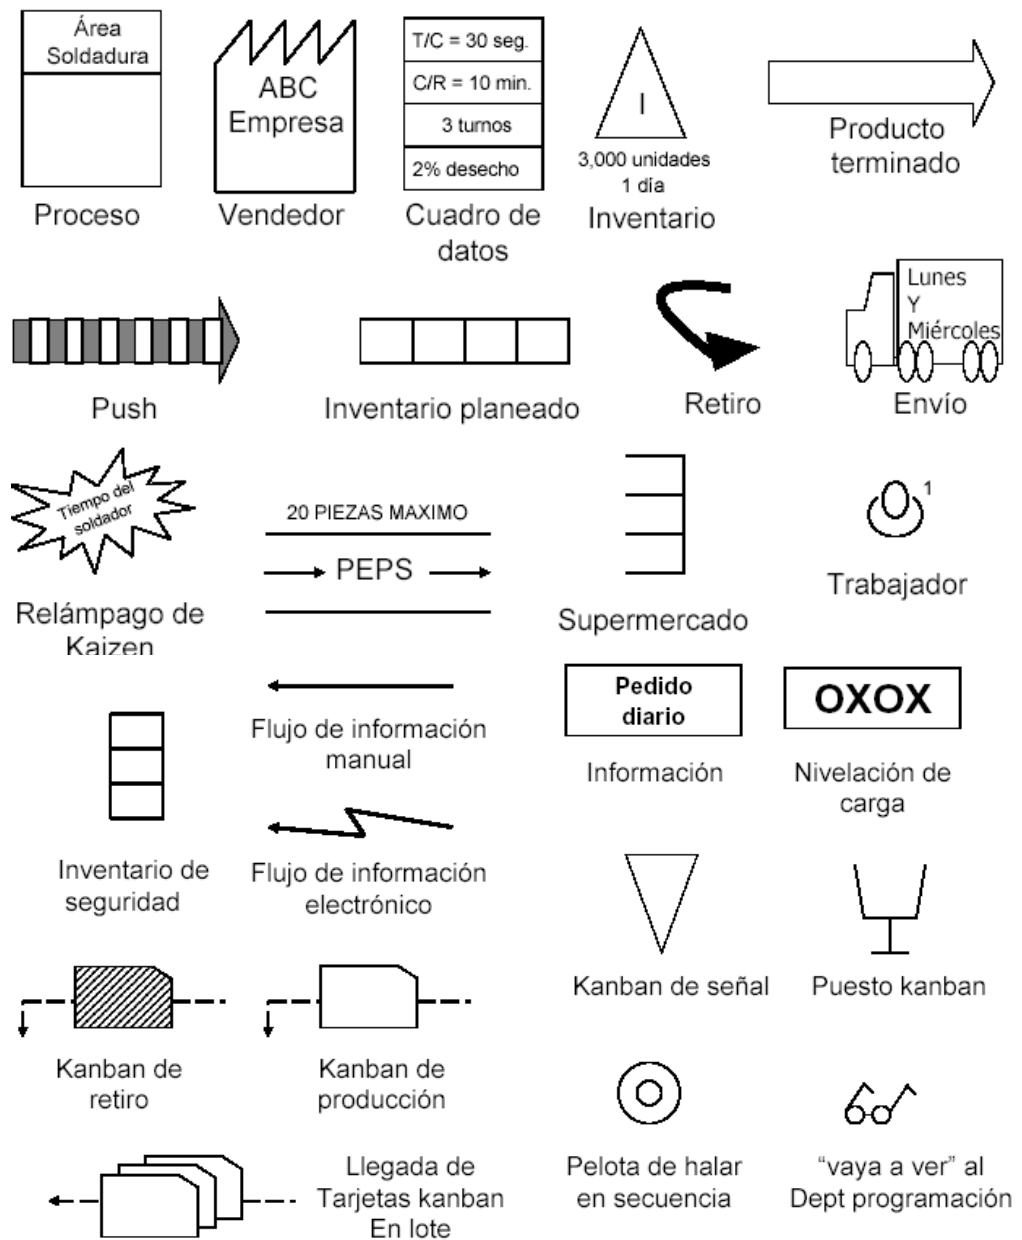 Área
Soldadura
Proceso
ABC
Empresa
Vendedor
T/C = 30 seg.
C/R = 10 min.
3 turnos
2% desecho
Cuadro de
datos
I
3,000 unidades
1 día
Inventario
Producto
terminado
Push
Inventario planeado
Retiro
Lunes
Y
Miércoles
Envío
Tiempo del
soldador
Relámpago de
Kaizen
20 PIEZAS MAXIMO
PEPS
Supermercado
1
Trabajador
Inventario de
seguridad
Flujo de información
manual
Flujo de información
electrónico
Pedido
diario
Información
OXOX
Nivelación de
carga
Kanban de señal
Puesto kanban
Kanban de
retiro
Kanban de
producción
Pelota de halar
en secuencia
“vaya a ver” al
Dept programación
Llegada de
Tarjetas kanban
En lote